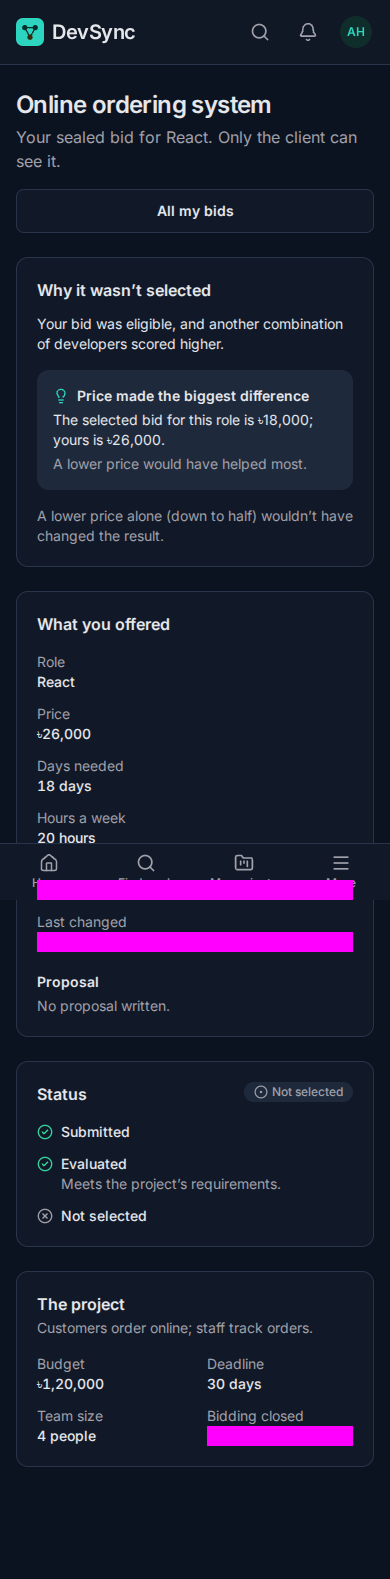 DevSync
AH
Online ordering system
Your sealed bid for React. Only the client can
see it.
All my bids
Why it wasn’t selected
Your bid was eligible, and another combination
of developers scored higher.
Price made the biggest difference
The selected bid for this role is ৳18,000;
yours is ৳26,000.
A lower price would have helped most.
A lower price alone (down to half) wouldn’t have
changed the result.
What you offered
Role
React
Price
৳26,000
Days needed
18 days
Hours a week
20 hours
Last changed
Proposal
No proposal written.
Status
Not selected
Submitted
Evaluated
Meets the project’s requirements.
Not selected
The project
Customers order online; staff track orders.
Budget
Deadline
৳1,20,000
30 days
Team size
Bidding closed
4 people